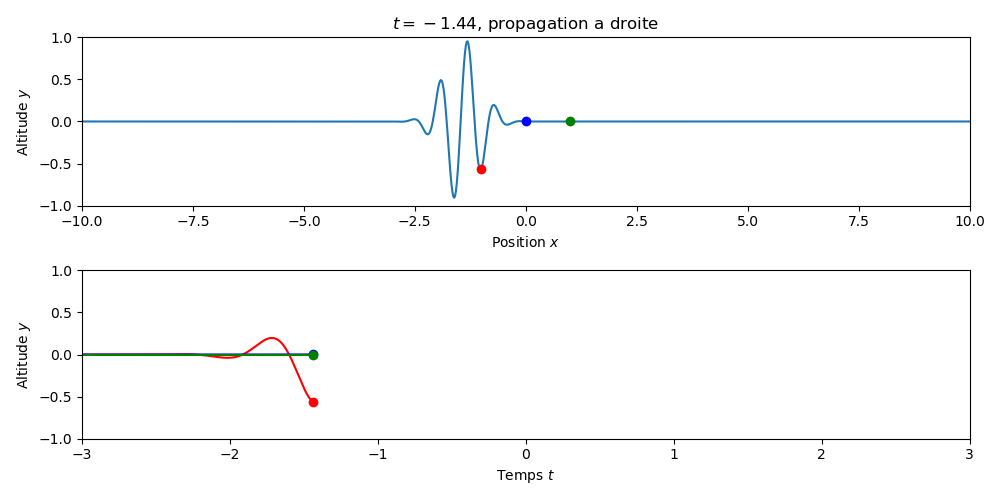 t = −1.44, propagation a droite
1.0
0.5
0.0
−0.5
−1.0
Altitude y
−10.0 −7.5 −5.0 −2.5 0.0 2.5 5.0 7.5 10.0
Position x
1.0
0.5
0.0
−0.5
−1.0
Altitude y
−3 −2 −1 0 1 2 3
Temps t